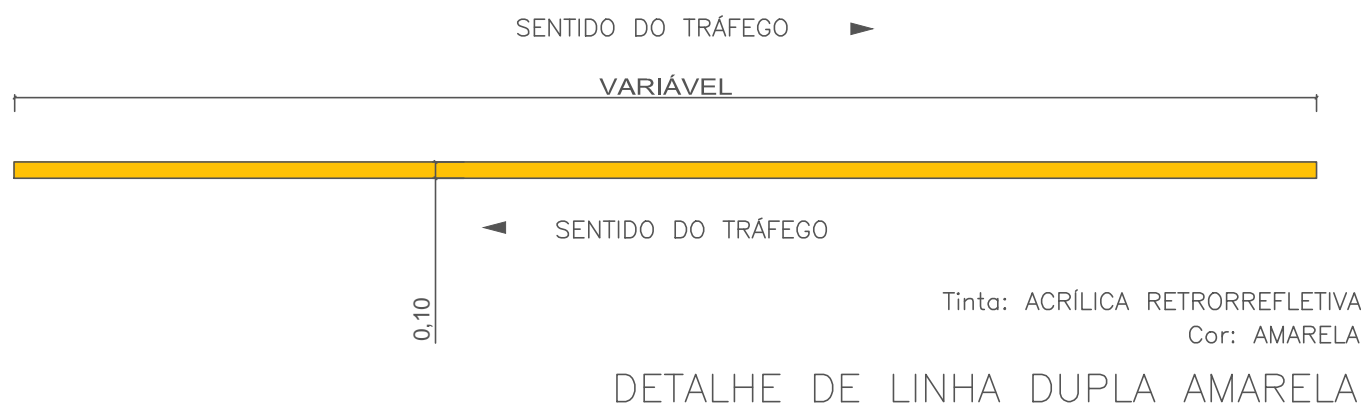 SENTIDO DO TRÁFEGO
VARIÁVEL
SENTIDO DO TRÁFEGO
0,10
Tinta: ACRÍLICA RETRORREFLETIVA
Cor: AMARELA
DETALHE DE LINHA DUPLA AMARELA